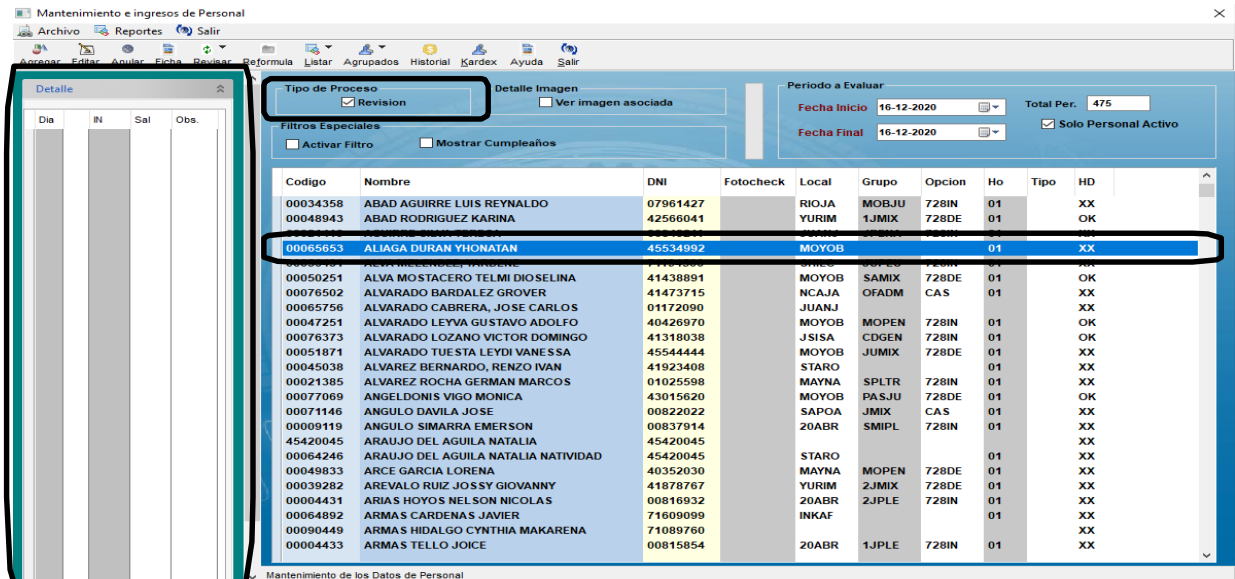 Mantenimiento e ingresos de Personal
Archivo Reportes Salir
Agregar Editar Anular Ficha Revisar Reformula Listar Agrupados Historial Kardex Ayuda Salir
Detalle
Dia IN Sal Obs.
Tipo de Proceso
Revision
Detalle Imagen
Ver imagen asociada
Filtros Especiales
Activar Filtro Mostrar Cumpleaños
Periodo a Evaluar
Fecha Inicio 16-12-2020
Fecha Final 16-12-2020
Total Per. 475
Solo Personal Activo
Codigo Nombre DNI Fotocheck Local Grupo Opcion Ho Tipo HD
00034358 ABAD AGUIRRE LUIS REYNALDO 07961427 RIOJA MOBJU 728IN 01 XX
00048943 ABAD RODRIGUEZ KARINA 42566041 YURIM 1JMIX 728DE 01 OK
00065653 ALIAGA DURAN YHONATAN 45534992 MOYOB 01 XX
00050251 ALVA MOSTACERO TELMI DIOSELINA 41438891 MOYOB SAMIX 728DE 01 OK
00076502 ALVARADO BARDALEZ GROVER 41473715 NCAJA OFADM CAS 01 XX
00065756 ALVARADO CABRERA, JOSE CARLOS 01172090 JUANJ XX
00047251 ALVARADO LEYVA GUSTAVO ADOLFO 40426970 MOYOB MOPEN 728IN 01 OK
00076373 ALVARADO LOZANO VICTOR DOMINGO 41318038 JSISA CDGEN 728IN 01 OK
00051871 ALVARADO TUESTA LEYDI VANESSA 45544444 MOYOB JUMIX 728DE 01 XX
00045038 ALVAREZ BERNARDO, RENZO IVAN 41923408 STARO 01 XX
00021385 ALVAREZ ROCHA GERMAN MARCOS 01025598 MAYNA SPLTR 728IN 01 XX
00077069 ANGELDONIS VIGO MONICA 43015620 MOYOB PASJU 728DE 01 OK
00071146 ANGULO DAVILA JOSE 00822022 SAPOA JMIX CAS 01 XX
00009119 ANGULO SIMARRA EMERSON 00837914 20ABR SMIPL 728IN 01 XX
45420045 ARAUJO DEL AGUILA NATALIA 45420045 XX
00064246 ARAUJO DEL AGUILA NATALIA NATIVIDAD 45420045 STARO 01 XX
00049833 ARCE GARCIA LORENA 40352030 MAYNA MOPEN 728DE 01 XX
00039282 AREVALO RUIZ JOSSY GIOVANNY 41878767 YURIM 2JMIX 728DE 01 XX
00004431 ARIAS HOYOS NELSON NICOLAS 00816932 20ABR 2JPLE 728IN 01 XX
00064892 ARMAS CARDENAS JAVIER 71609099 INKAF 01 XX
00090449 ARMAS HIDALGO CYNTHIA MAKARENA 71089760 XX
00004433 ARMAS TELLO JOICE 00815854 20ABR 1JPLE 728IN 01 XX
Mantenimiento de los Datos de Personal